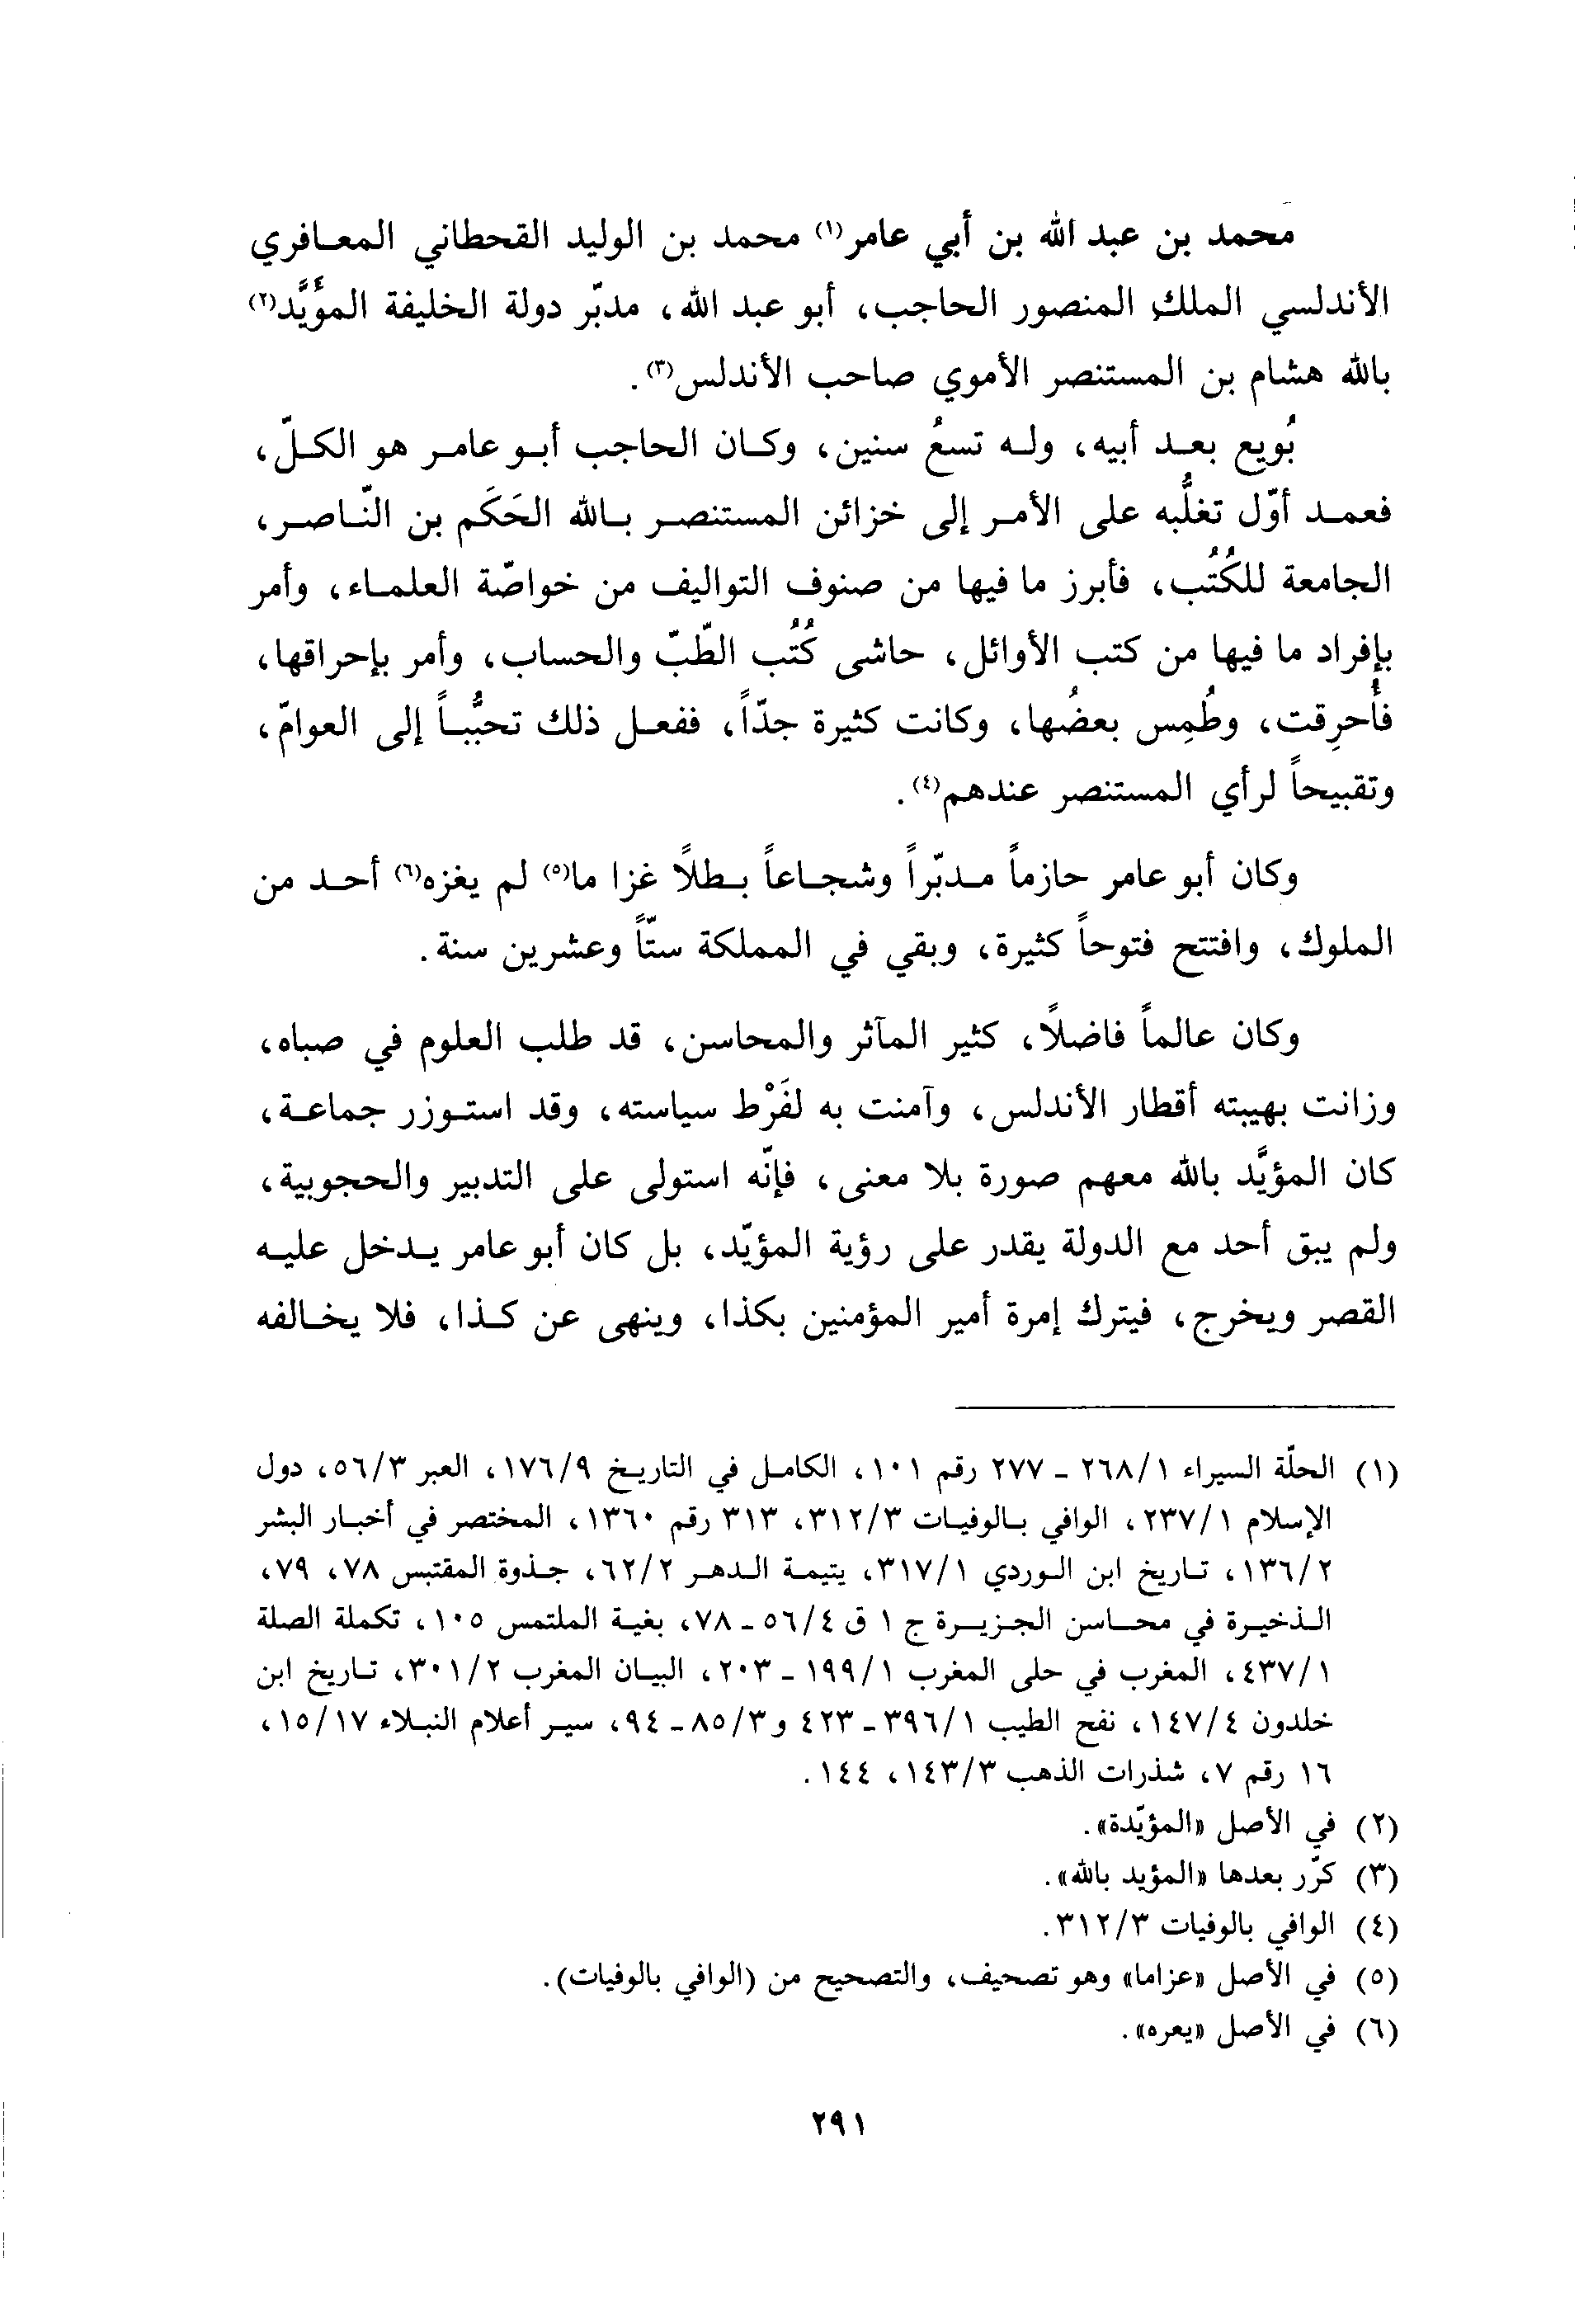 محمد بن عبد الله بن أبي عامر(١) محمد بن الوليد القحطاني المعافري
الأندلسي الملك المنصور الحاجب، أبو عبد الله، مدبّر دولة الخليفة المؤَيَّد(٢)
بالله هشام بن المستنصر الأموي صاحب الأندلس(٣).
بُويع بعد أبيه، وله تسعُ سنين، وكان الحاجب أبو عامر هو الكلّ،
فعمد أوّل تغلُّبه على الأمر إلى خزائن المستنصر بالله الحَكَم بن النّاصر،
الجامعة للكُتُب، فأبرز ما فيها من صنوف التواليف من خواصّة العلماء، وأمر
بإفراد ما فيها من كتب الأوائل، حاشى كُتُب الطّبّ والحساب، وأمر بإحراقها،
فأُحرِقت، وطُمِس بعضُها، وكانت كثيرة جدّاً، ففعل ذلك تحبُّباً إلى العوامّ،
وتقبيحاً لرأي المستنصر عندهم(٤).
وكان أبو عامر حازماً مدبّراً وشجاعاً بطلاً غزا ما(٥) لم يغزه(٦) أحد من
الملوك، وافتتح فتوحاً كثيرة، وبقي في المملكة ستّاً وعشرين سنة.
وكان عالماً فاضلاً، كثير المآثر والمحاسن، قد طلب العلوم في صباه،
وزانت بهيبته أقطار الأندلس، وآمنت به لفَرْط سياسته، وقد استوزر جماعة،
كان المؤيَّد بالله معهم صورة بلا معنى، فإنّه استولى على التدبير والحجوبية،
ولم يبق أحد مع الدولة يقدر على رؤية المؤيّد، بل كان أبو عامر يدخل عليه
القصر ويخرج، فيترك إمرة أمير المؤمنين بكذا، وينهى عن كذا، فلا يخالفه
(١) الحلّة السيراء ٢٦٨/١ ـ ٢٧٧ رقم ١٠١، الكامل في التاريخ ١٧٦/٩، العبر ٥٦/٣، دول
الإسلام ٢٣٧/١، الوافي بالوفيات ٣١٢/٣، ٣١٣ رقم ١٣٦٠، المختصر في أخبار البشر
١٣٦/٢، تاريخ ابن الوردي ٣١٧/١، يتيمة الدهر ٦٢/٢، جذوة المقتبس ٧٨، ٧٩،
الذخيرة في محاسن الجزيرة ج ١ ق ٥٦/٤ ـ ٧٨، بغية الملتمس ١٠٥، تكملة الصلة
٤٣٧/١، المغرب في حلى المغرب ١٩٩/١ ـ ٢٠٣، البيان المغرب ٣٠١/٢، تاريخ ابن
خلدون ١٤٧/٤، نفح الطيب ٣٩٦/١ ـ ٤٢٣ و٨٥/٣ ـ ٩٤، سير أعلام النبلاء ١٥/١٧،
١٦ رقم ٧، شذرات الذهب ١٤٣/٣، ١٤٤.
(٢) في الأصل «المؤيّدة».
(٣) كرّر بعدها «المؤيد بالله».
(٤) الوافي بالوفيات ٣١٢/٣.
(٥) في الأصل «عزاما» وهو تصحيف، والتصحيح من (الوافي بالوفيات).
(٦) في الأصل «يعره».
٢٩١